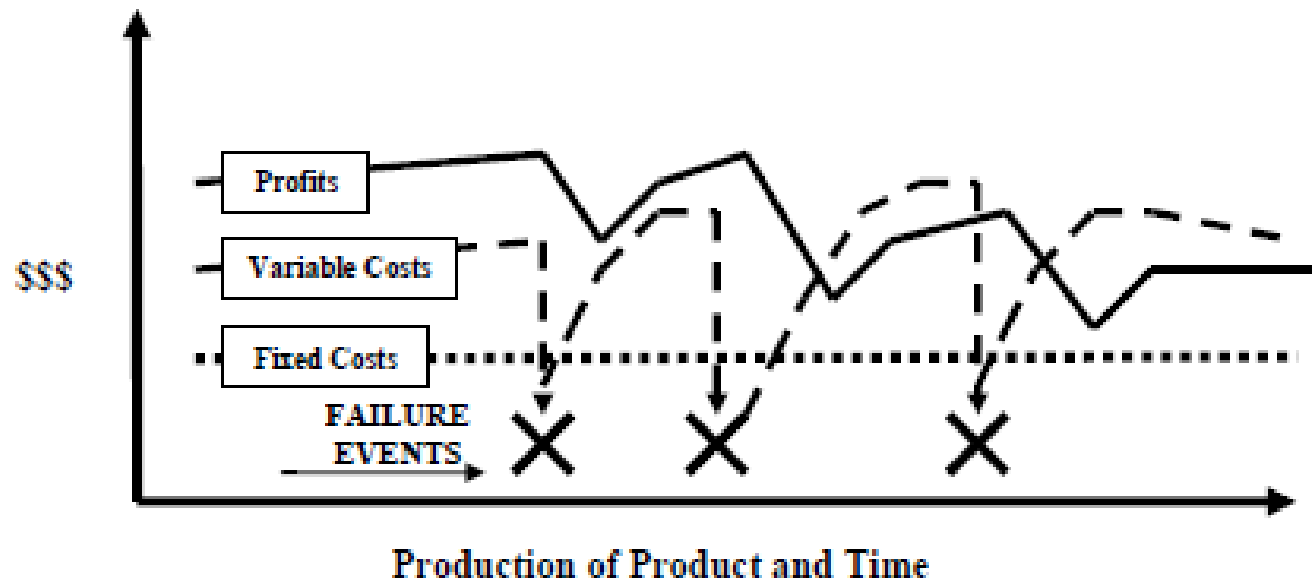 Profits
$$$
Variable Costs
Fixed Costs
FAILURE
EVENTS
Production of Product and Time